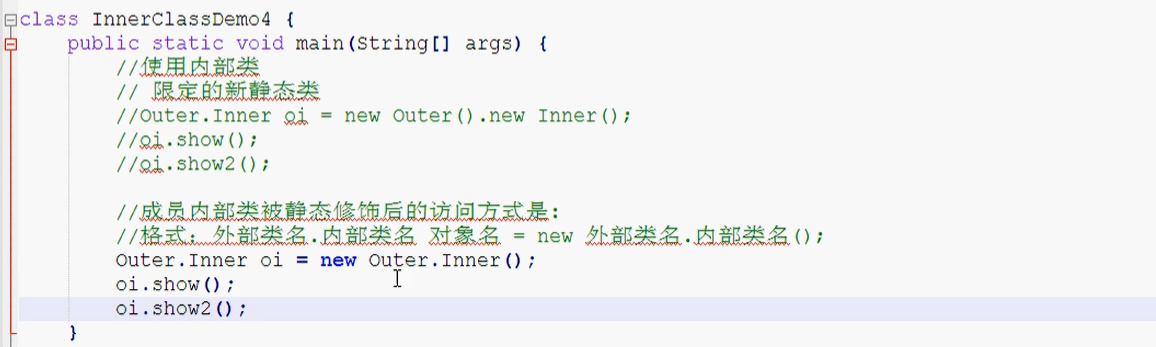 class InnerClassDemo4 {
public static void main(String[] args) {
//使用内部类
// 限定的新静态类
//Outer.Inner oi = new Outer().new Inner();
//oi.show();
//oi.show2();
//成员内部类被静态修饰后的访问方式是:
//格式: 外部类名.内部类名 对象名 = new 外部类名.内部类名();
Outer.Inner oi = new Outer.Inner();
oi.show();
oi.show2();
}